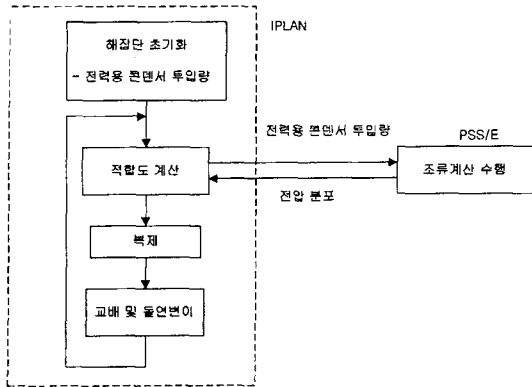 해집단 초기화
- 전력용 콘덴서 투입량
IPLAN
전력용 콘덴서 투입량
PSS/E
적합도 계산
조류계산 수행
전압 분포
복제
교배 및 돌연변이